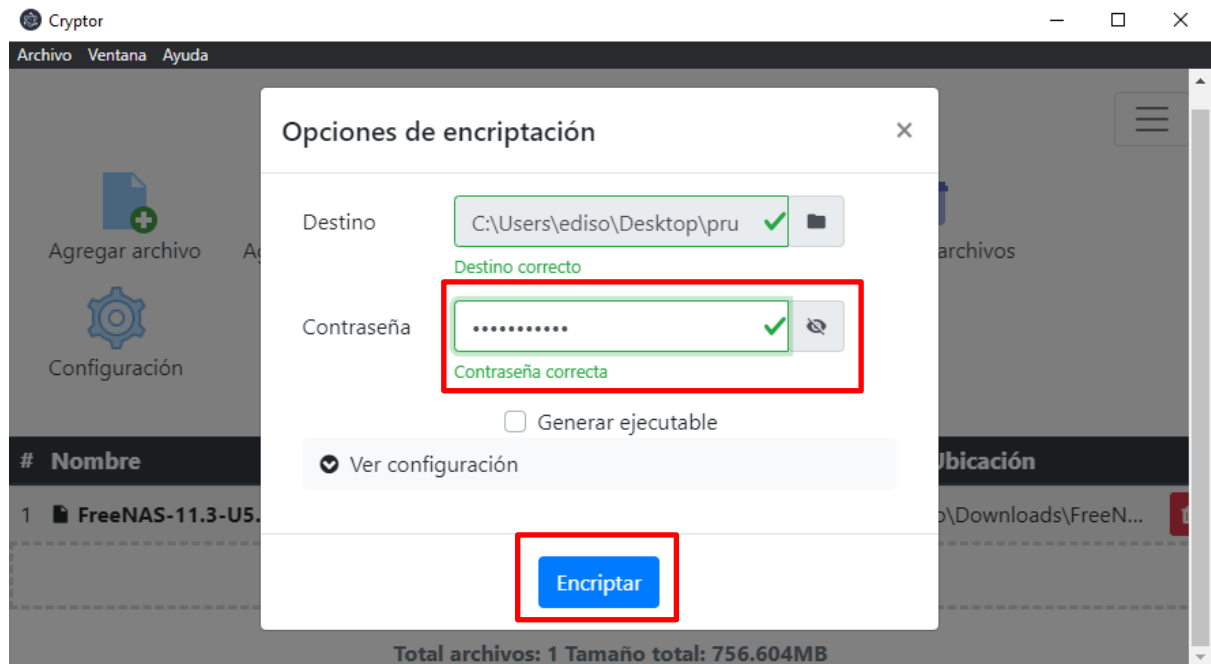 Cryptor
Archivo Ventana Ayuda
Opciones de encriptación
Destino C:\Users\ediso\Desktop\pru
Destino correcto
Agregar archivo archivos
Contraseña •••••••••••
Contraseña correcta
Configuración
Generar ejecutable
Ver configuración
# Nombre
1 FreeNAS-11.3-U5. \Downloads\FreeN...
Encriptar
Total archivos: 1 Tamaño total: 756.604MB